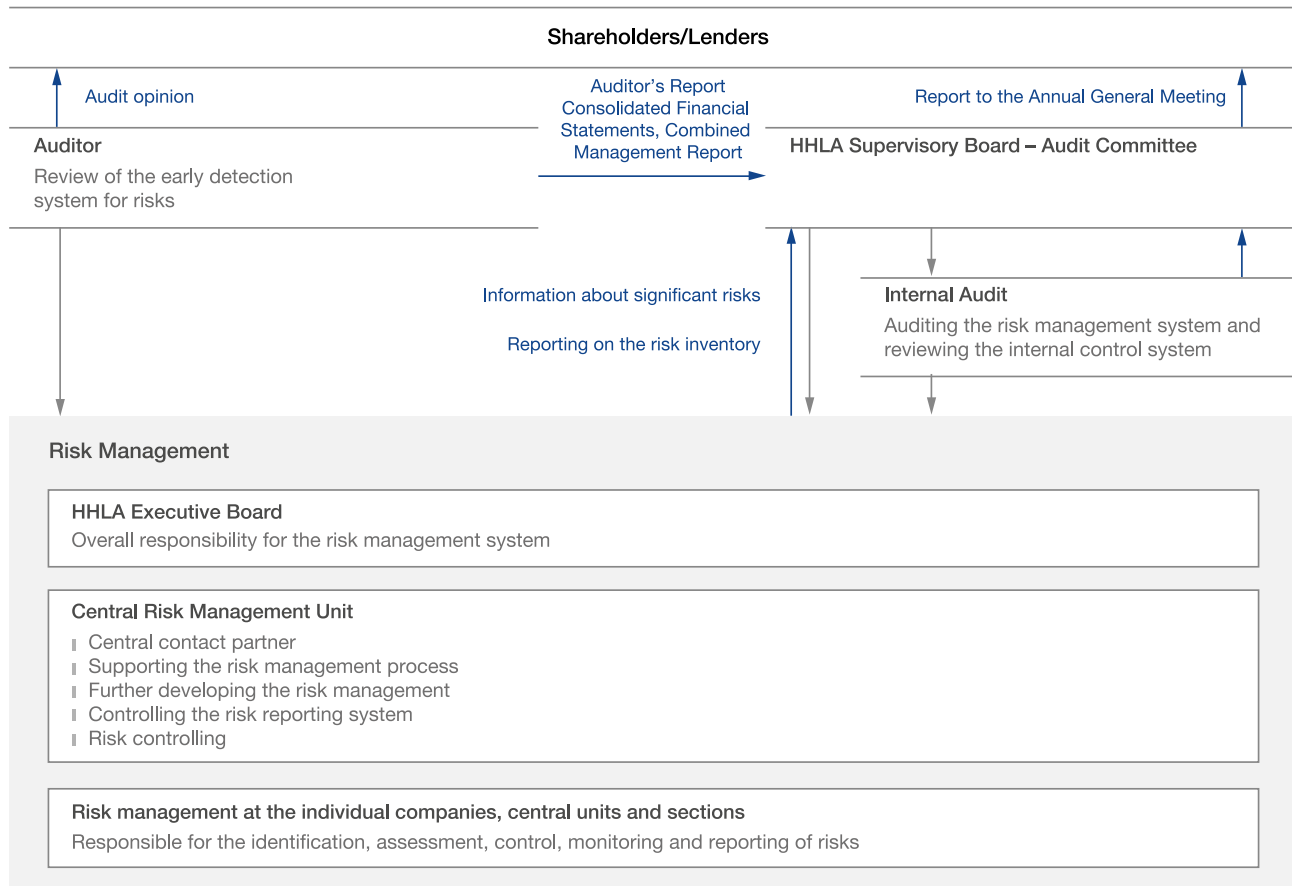 Shareholders/Lenders
Audit opinion
Auditor's Report
Consolidated Financial
Statements, Combined
Management Report
Report to the Annual General Meeting
Auditor
Review of the early detection
system for risks
HHLA Supervisory Board – Audit Committee
Information about significant risks
Reporting on the risk inventory
Internal Audit
Auditing the risk management system and
reviewing the internal control system
Risk Management
HHLA Executive Board
Overall responsibility for the risk management system
Central Risk Management Unit
Central contact partner
Supporting the risk management process
Further developing the risk management
Controlling the risk reporting system
Risk controlling
Risk management at the individual companies, central units and sections
Responsible for the identification, assessment, control, monitoring and reporting of risks